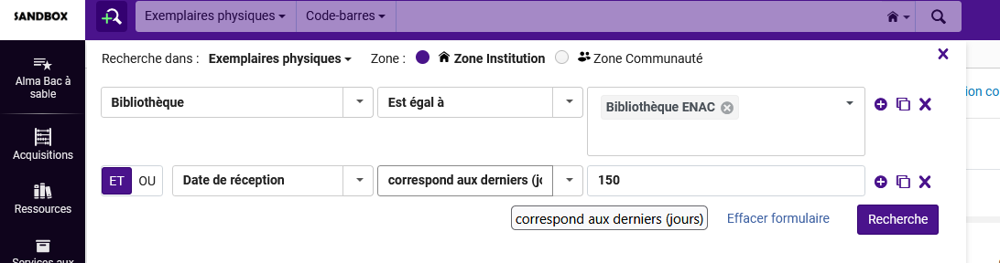 SANDBOX
Exemplaires physiques
Code-barres
Alma Bac à
sable
Acquisitions
Ressources
Services aux
Recherche dans :
Exemplaires physiques
Zone :
Zone Institution
Zone Communauté
ion co
Bibliothèque
Est égal à
Bibliothèque ENAC
ET
OU
Date de réception
correspond aux derniers (jo
150
correspond aux derniers (jours)
Effacer formulaire
Recherche